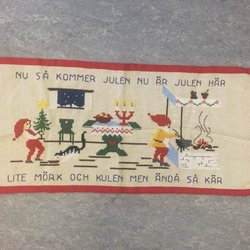 NU SÅ KOMMER JULEN NU ÄR JULEN HÄR
LITE MÖRK OCH KULEN MEN ÄNDÅ SÅ KÄR